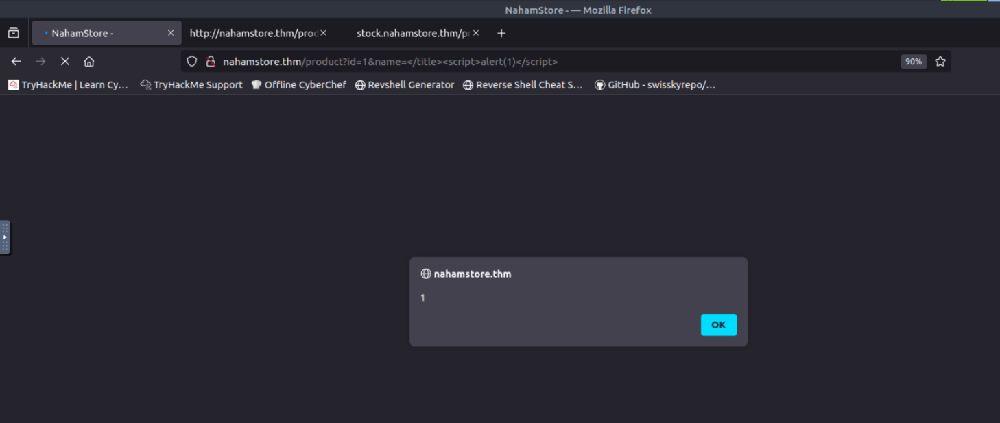 NahamStore - — Mozilla Firefox
NahamStore - http://nahamstore.thm/prod stock.nahamstore.thm/pr
nahamstore.thm/product?id=1&name=</title><script>alert(1)</script> 90%
TryHackMe | Learn Cy... TryHackMe Support Offline CyberChef Revshell Generator Reverse Shell Cheat S... GitHub - swisskyrepo/...
nahamstore.thm
1
OK